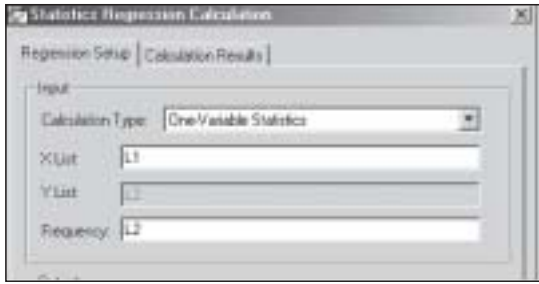 Statistics Regression Calculation
Regression Setup Calculation Results
Input
Calculation Type: One-Variable Statistics
X List L1
Y List
Frequency: L2